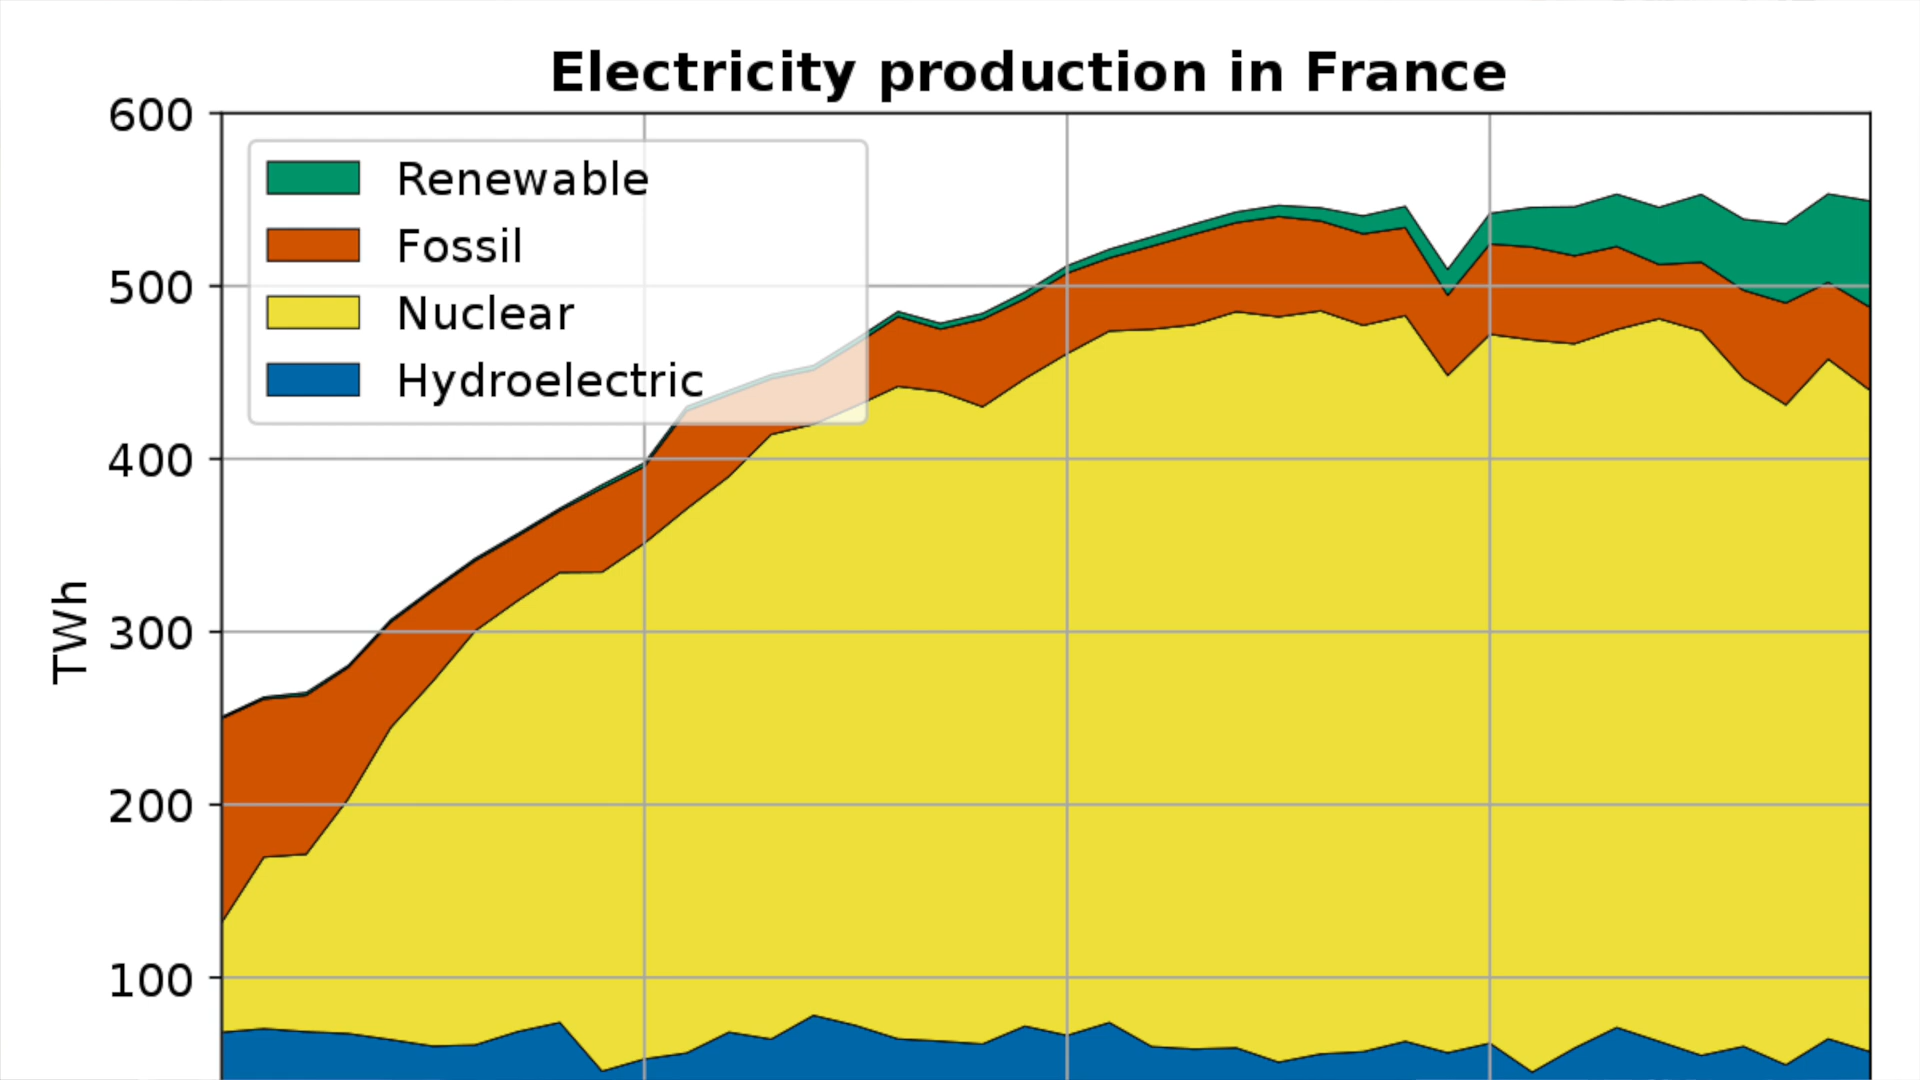 Electricity production in France
600
Renewable
Fossil
500
Nuclear
Hydroelectric
400
TWh
300
200
100